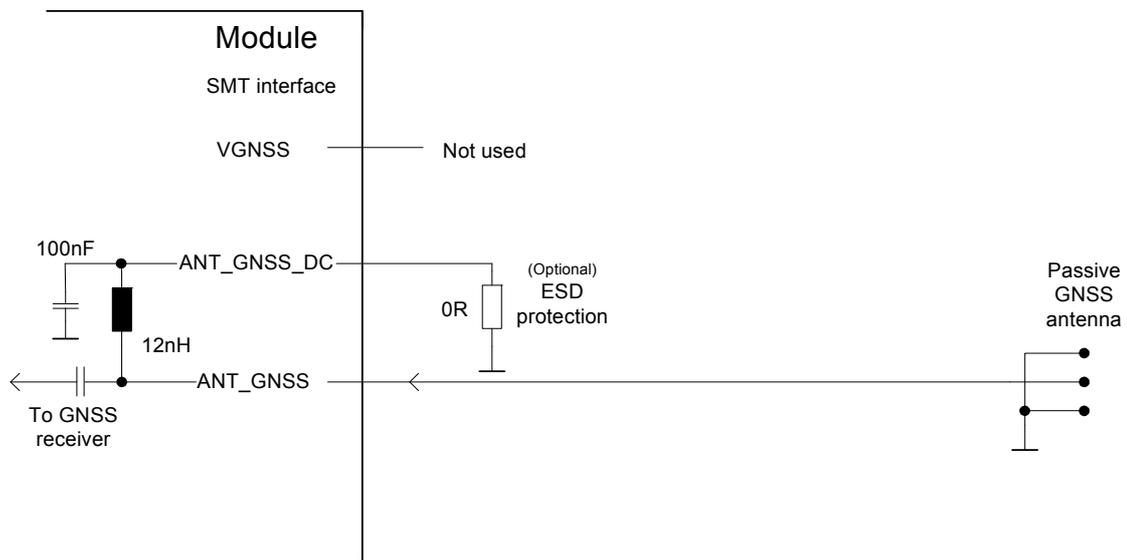 Module
SMT interface
VGNSS
Not used
100nF
ANT_GNSS_DC
(Optional)
ESD
protection
0R
Passive
GNSS
antenna
12nH
ANT_GNSS
To GNSS
receiver